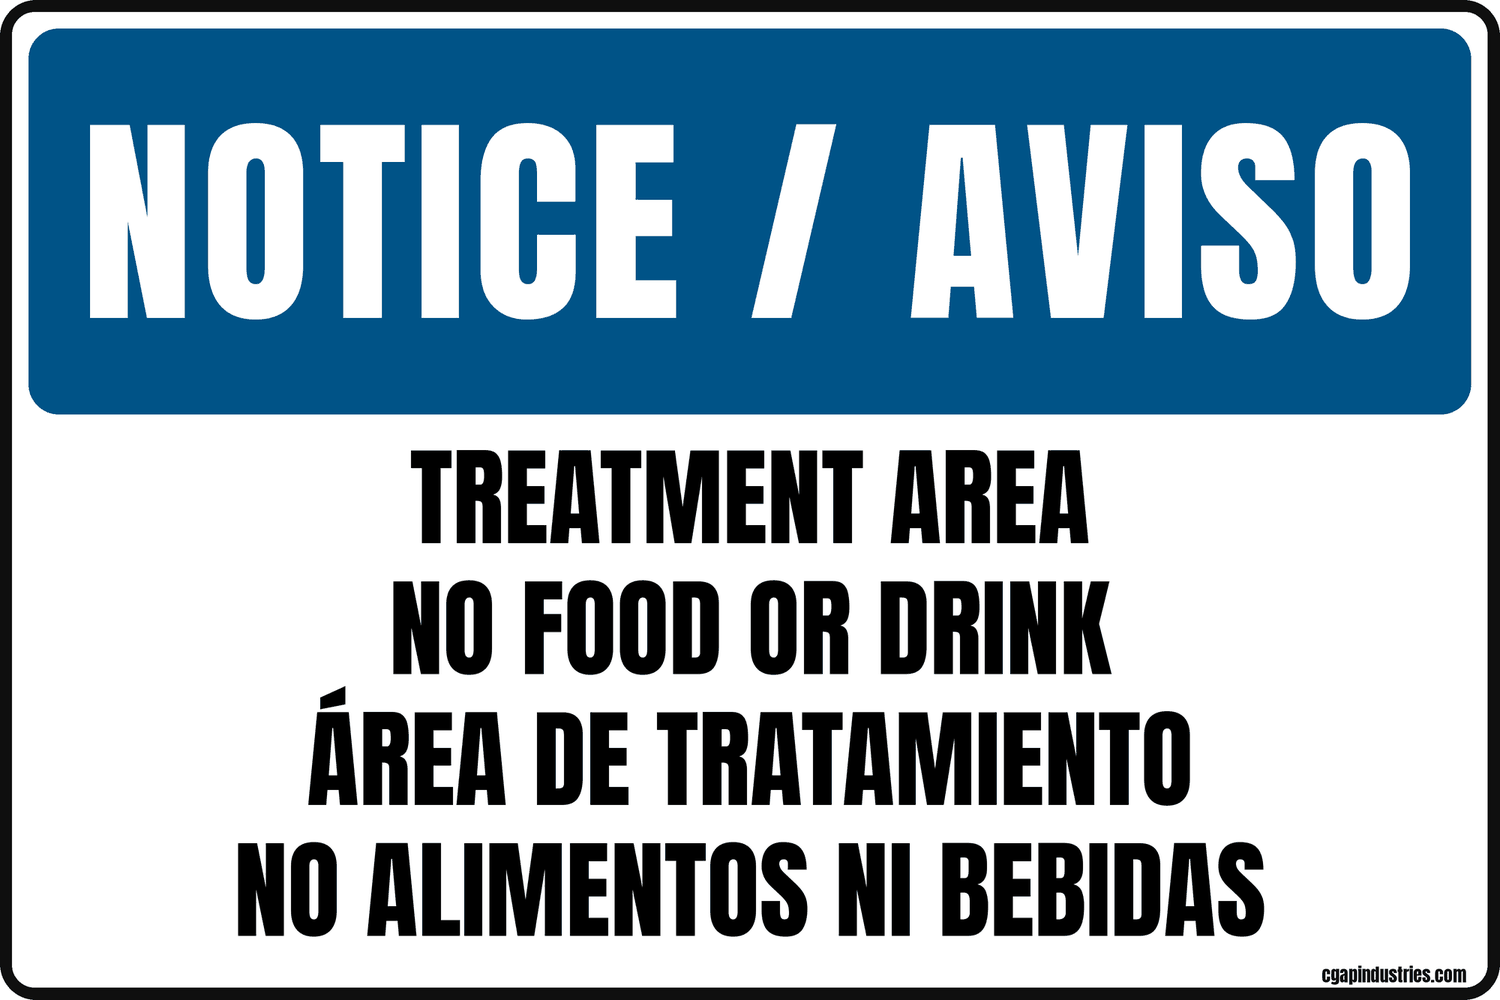 NOTICE / AVISO
TREATMENT AREA
NO FOOD OR DRINK
ÁREA DE TRATAMIENTO
NO ALIMENTOS NI BEBIDAS
cgapindustries.com